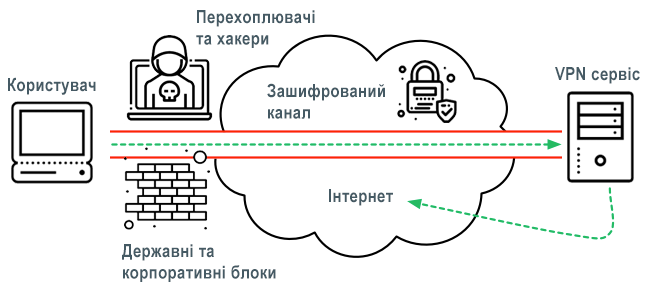 Перехоплювачі
та хакери
Користувач
Зашифрований
канал
VPN сервіс
Інтернет
Державні та
корпоративні блоки